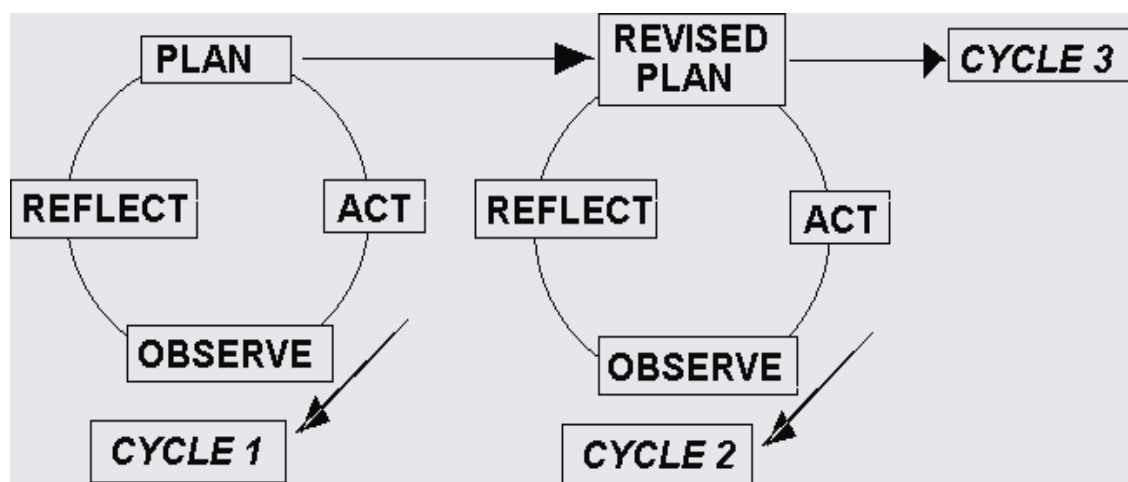 PLAN
REVISED
PLAN
CYCLE 3
REFLECT
ACT
REFLECT
ACT
OBSERVE
OBSERVE
CYCLE 1
CYCLE 2